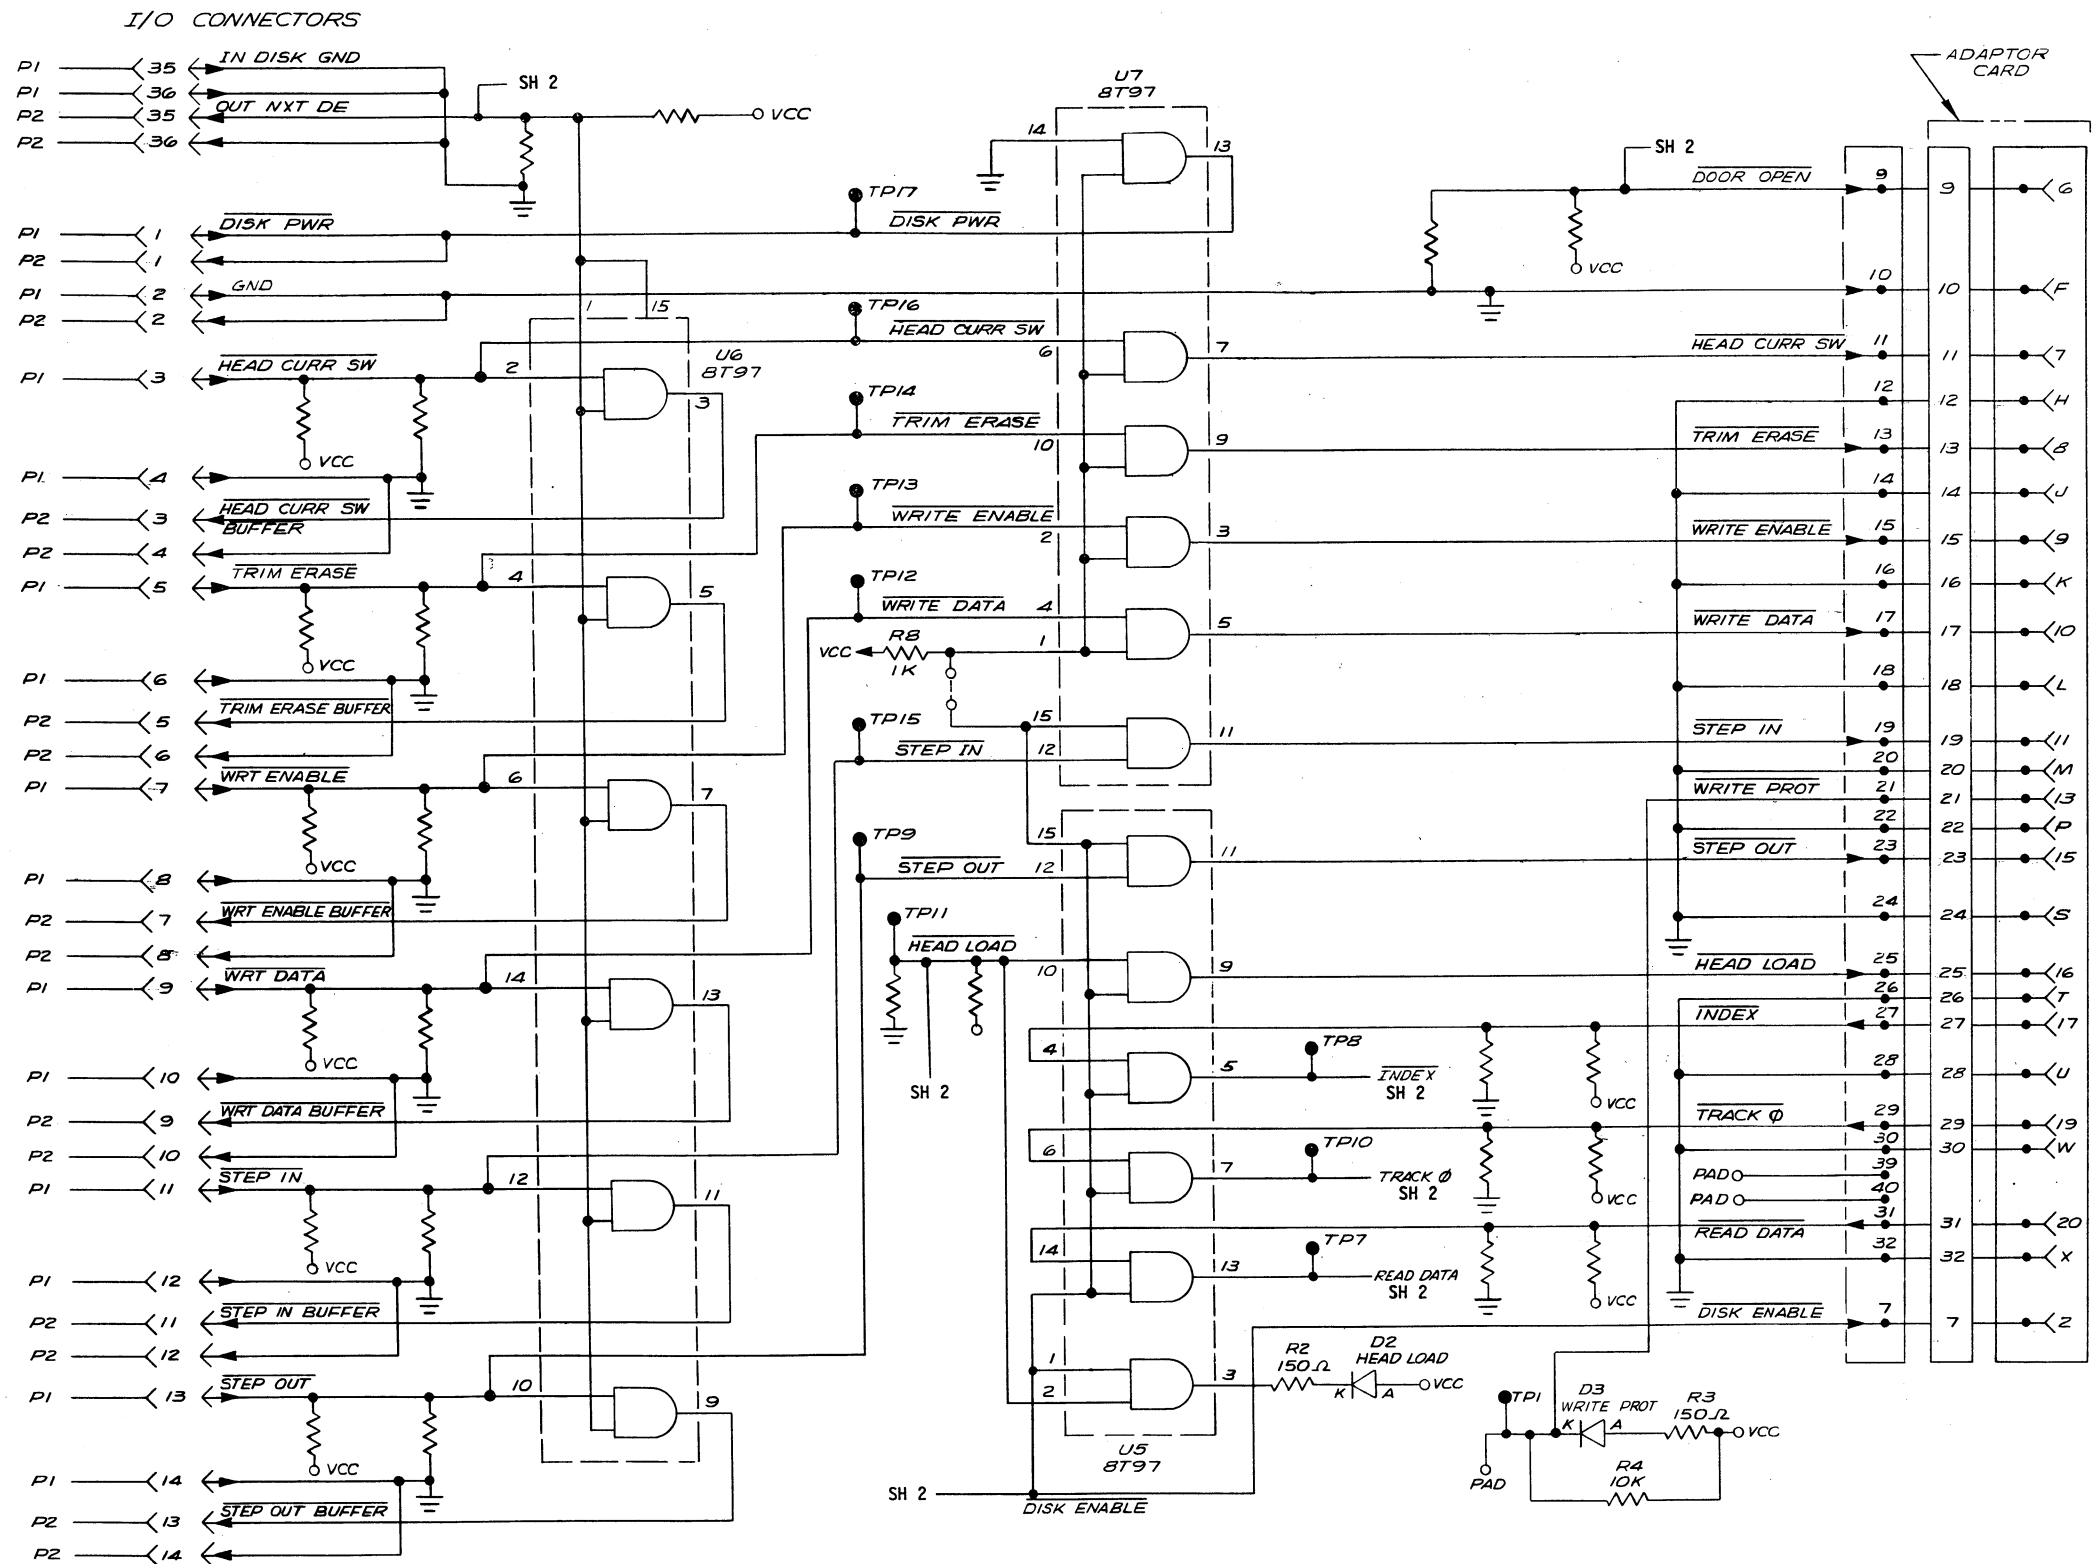 I/O CONNECTORS
P1 35 IN DISK GND
P1 36
P2 35 OUT NXT DE
P2 36
SH 2
VCC
P1 1 DISK PWR
P2 1
P1 2 GND
P2 2
1 15
U6
8T97
P1 3 HEAD CURR SW 2 3
VCC
P1 4
P2 3 HEAD CURR SW
BUFFER
P2 4
P1 5 TRIM ERASE 4 5
VCC
P1 6
P2 5 TRIM ERASE BUFFER
P2 6
P1 7 WRT ENABLE 6 7
VCC
P1 8
P2 7 WRT ENABLE BUFFER
P2 8
P1 9 WRT DATA 14 13
VCC
P1 10
P2 9 WRT DATA BUFFER
P2 10
P1 11 STEP IN 12 11
VCC
P1 12
P2 11 STEP IN BUFFER
P2 12
P1 13 STEP OUT 10 9
VCC
P1 14
P2 13 STEP OUT BUFFER
P2 14
U7
8T97
14 13
TP17
DISK PWR
TP16
HEAD CURR SW
6 7
TP14
TRIM ERASE
10 9
TP13
WRITE ENABLE
2 3
TP12
WRITE DATA 4 5
R8
VCC 1
1K
TP15 15
STEP IN 12 11
TP9
15
STEP OUT 12 11
TP11
HEAD LOAD
10 9
SH 2
4 5
TP8
INDEX
SH 2
VCC
6 7
TP10
TRACK Ø
SH 2
VCC
14 13
TP7
READ DATA
SH 2
VCC
1
2 3
R2
150Ω
D2
HEAD LOAD
K A VCC
U5
8T97
SH 2
DISK ENABLE
TP1
D3
WRITE PROT
K A
R3
150Ω
VCC
PAD
R4
10K
ADAPTOR
CARD
SH 2
VCC
DOOR OPEN 9 9 6
10 10 F
HEAD CURR SW 11 11 7
12 12 H
TRIM ERASE 13 13 8
14 14 J
WRITE ENABLE 15 15 9
16 16 K
WRITE DATA 17 17 10
18 18 L
STEP IN 19 19 11
20 20 M
WRITE PROT 21 21 13
22 22 P
STEP OUT 23 23 15
24 24 S
HEAD LOAD 25 25 16
26 26 T
INDEX 27 27 17
28 28 U
TRACK Ø 29 29 19
30 30 W
PAD 39
PAD 40
READ DATA 31 31 20
32 32 X
DISK ENABLE 7 7 2